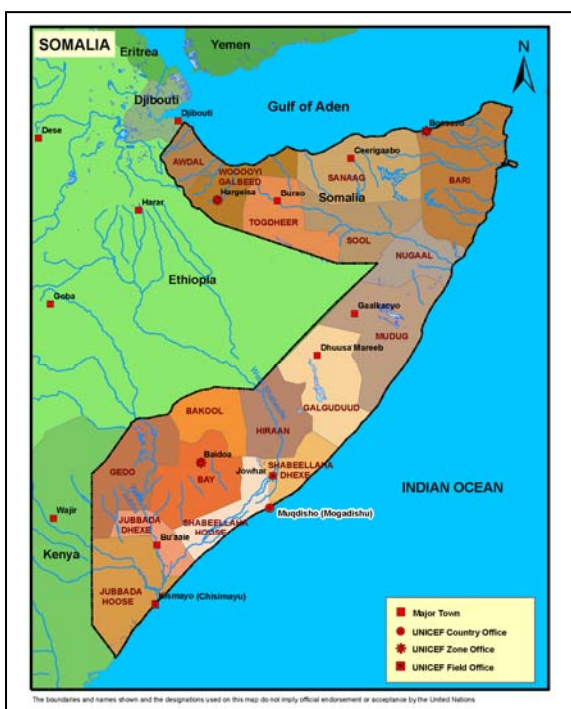 SOMALIA
Eritrea
Yemen
N
Djibouti
Djibouti
Gulf of Aden
Dese
Bossaso
AWDAL
WOQOOYI
GALBEED
Ceerigaabo
SANAAG
BARI
Hargeisa
Burao
Somalia
Harar
TOGDHEER
SOOL
NUGAAL
Ethiopia
Goba
Gaalkacyo
MUDUG
Dhuusa Mareeb
GALGUDUUD
BAKOOL
HIRAAN
GEDO
Baidoa
BAY
Jowhar
SHABEELLAHA
DHEXE
INDIAN OCEAN
Wajir
Muqdisho (Mogadishu)
JUBBADA
DHEXE
SHABEELLAHA
HOOSE
Bu'aale
Kenya
JUBBADA
HOOSE
Kismayo (Chisimayu)
Major Town
UNICEF Country Office
UNICEF Zone Office
UNICEF Field Office
The boundaries and names shown and the designations used on this map do not imply official endorsement or acceptance by the United Nations